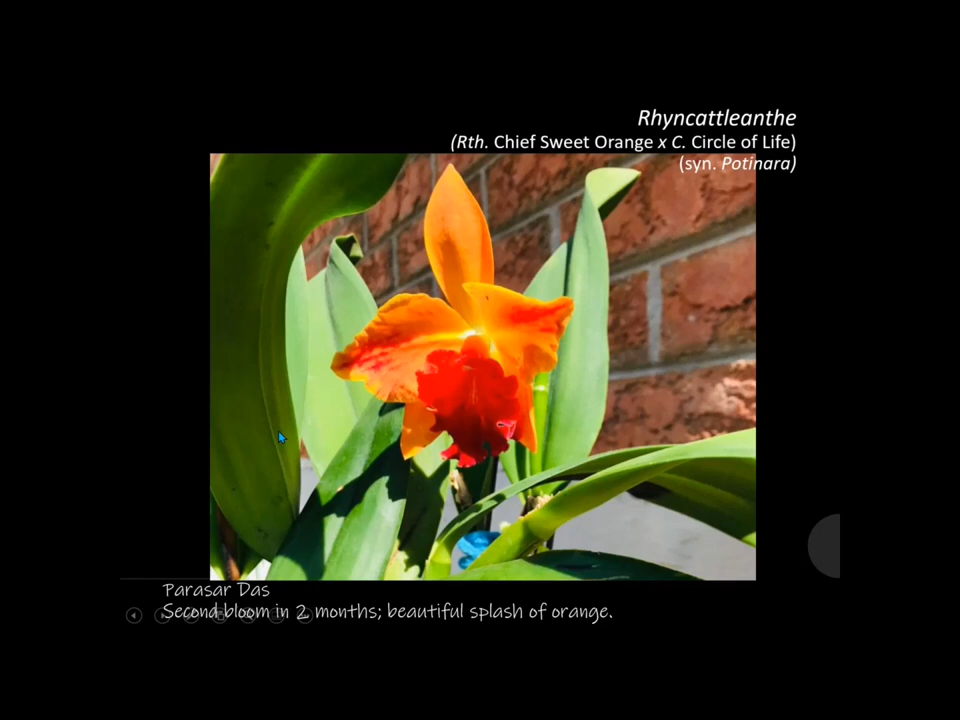 Rhyncattleanthe
(Rth. Chief Sweet Orange x C. Circle of Life)
(syn. Potinara)
Parasar Das
Second bloom in 2 months; beautiful splash of orange.